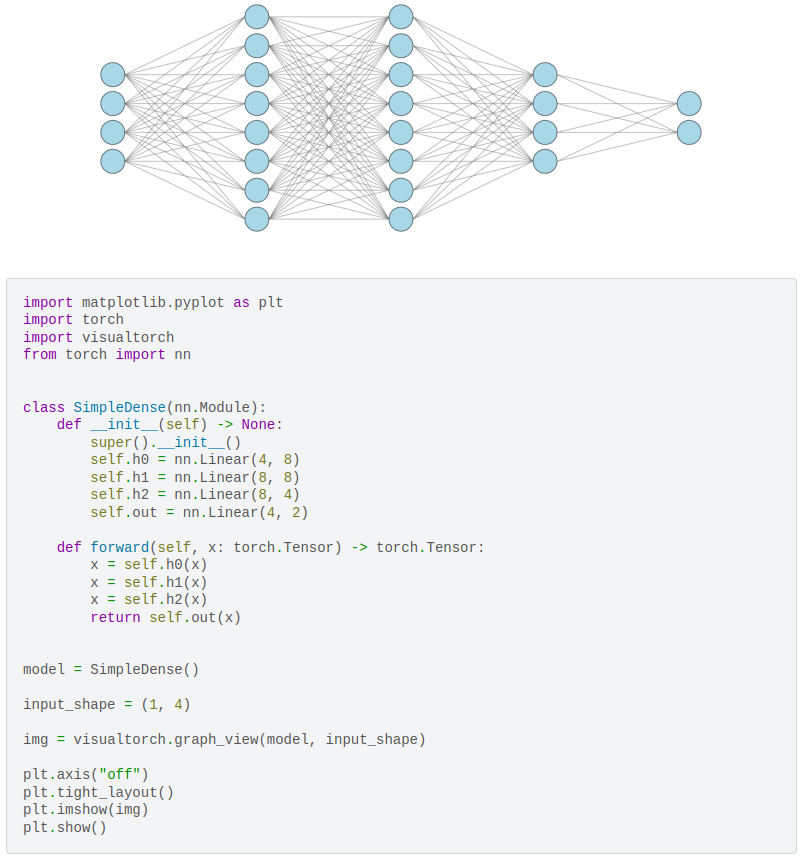 import matplotlib.pyplot as plt
import torch
import visualtorch
from torch import nn
class SimpleDense(nn.Module):
    def __init__(self) -> None:
        super().__init__()
        self.h0 = nn.Linear(4, 8)
        self.h1 = nn.Linear(8, 8)
        self.h2 = nn.Linear(8, 4)
        self.out = nn.Linear(4, 2)
    def forward(self, x: torch.Tensor) -> torch.Tensor:
        x = self.h0(x)
        x = self.h1(x)
        x = self.h2(x)
        return self.out(x)
model = SimpleDense()
input_shape = (1, 4)
img = visualtorch.graph_view(model, input_shape)
plt.axis("off")
plt.tight_layout()
plt.imshow(img)
plt.show()